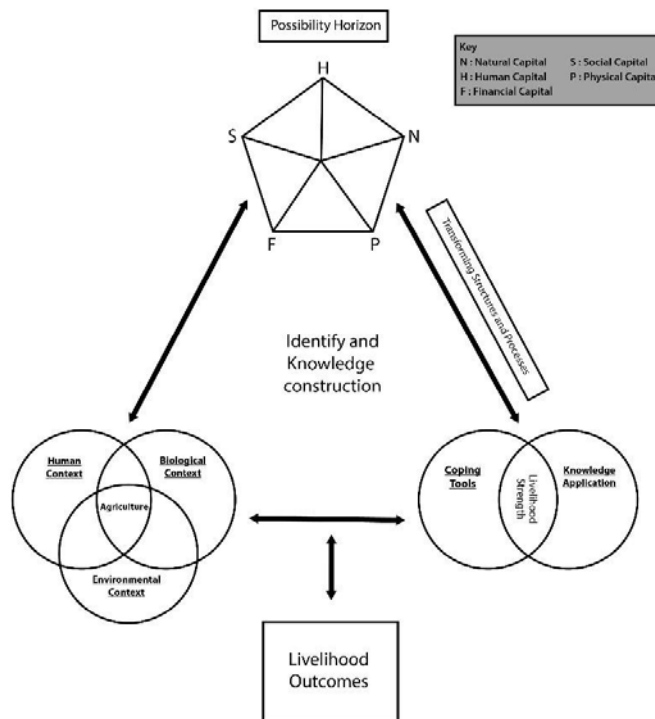 Possibility Horizon
Key
N : Natural Capital S : Social Capital
H : Human Capital P : Physical Capita
F : Financial Capital
H
S
N
F
P
Transforming Structures and Processes
Identify and
Knowledge
construction
Human
Context
Biological
Context
Agriculture
Environmental
Context
Coping
Tools
Livelihood
Strength
Knowledge
Application
Livelihood
Outcomes